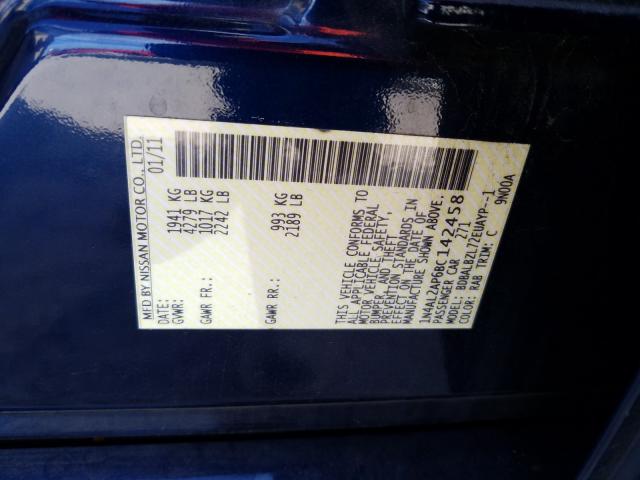 MFD BY NISSAN MOTOR CO., LTD.
DATE: 01/11
GVWR: 1941 KG
4279 LB
GAWR FR: 1017 KG
2242 LB
GAWR RR: 993 KG
2189 LB
THIS VEHICLE CONFORMS TO
ALL APPLICABLE FEDERAL
MOTOR VEHICLE SAFETY,
BUMPER, AND THEFT
PREVENTION STANDARDS IN
EFFECT ON THE DATE OF
MANUFACTURE SHOWN ABOVE.
1N4AL2AP6BC142458
PASSENGER CAR 771
MODEL: BDBALBZL72EUAYP--1
COLOR: RAB TRIM: C 9N00A